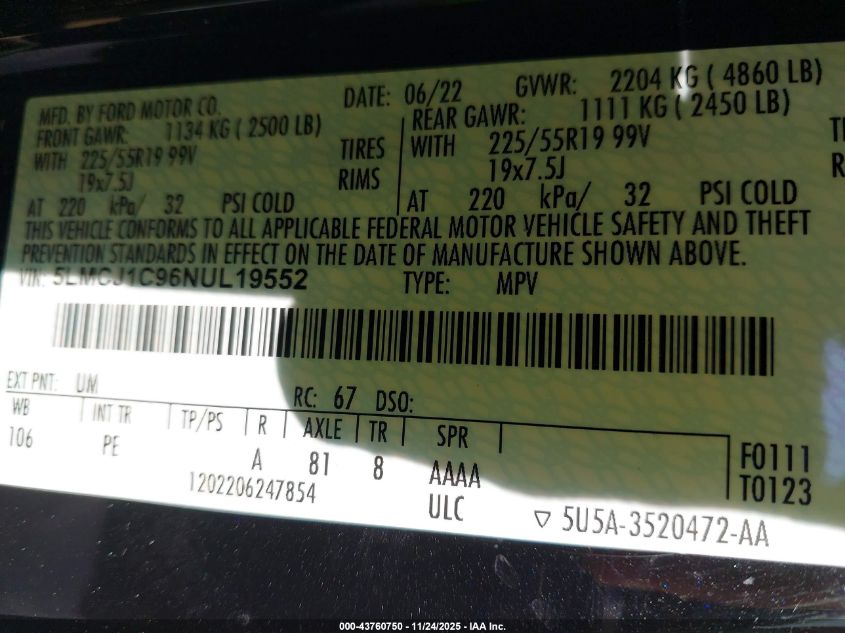 MFD. BY FORD MOTOR CO. DATE: 06/22 GVWR: 2204 KG ( 4860 LB)
FRONT GAWR: 1134 KG ( 2500 LB) REAR GAWR: 1111 KG ( 2450 LB)
WITH 225/55R19 99V TIRES WITH 225/55R19 99V
19x7.5J RIMS 19x7.5J
AT 220 kPa/ 32 PSI COLD AT 220 kPa/ 32 PSI COLD
THIS VEHICLE CONFORMS TO ALL APPLICABLE FEDERAL MOTOR VEHICLE SAFETY AND THEFT
PREVENTION STANDARDS IN EFFECT ON THE DATE OF MANUFACTURE SHOWN ABOVE.
VIN: 5LMCJ1C96NUL19552 TYPE: MPV
EXT PNT: UM RC: 67 DSO:
WB INT TR TP/PS R AXLE TR SPR
106 PE A 81 8 AAAA F0111
1202206247854 ULC T0123
5U5A-3520472-AA
000-43760750 - 11/24/2025 - IAA Inc.